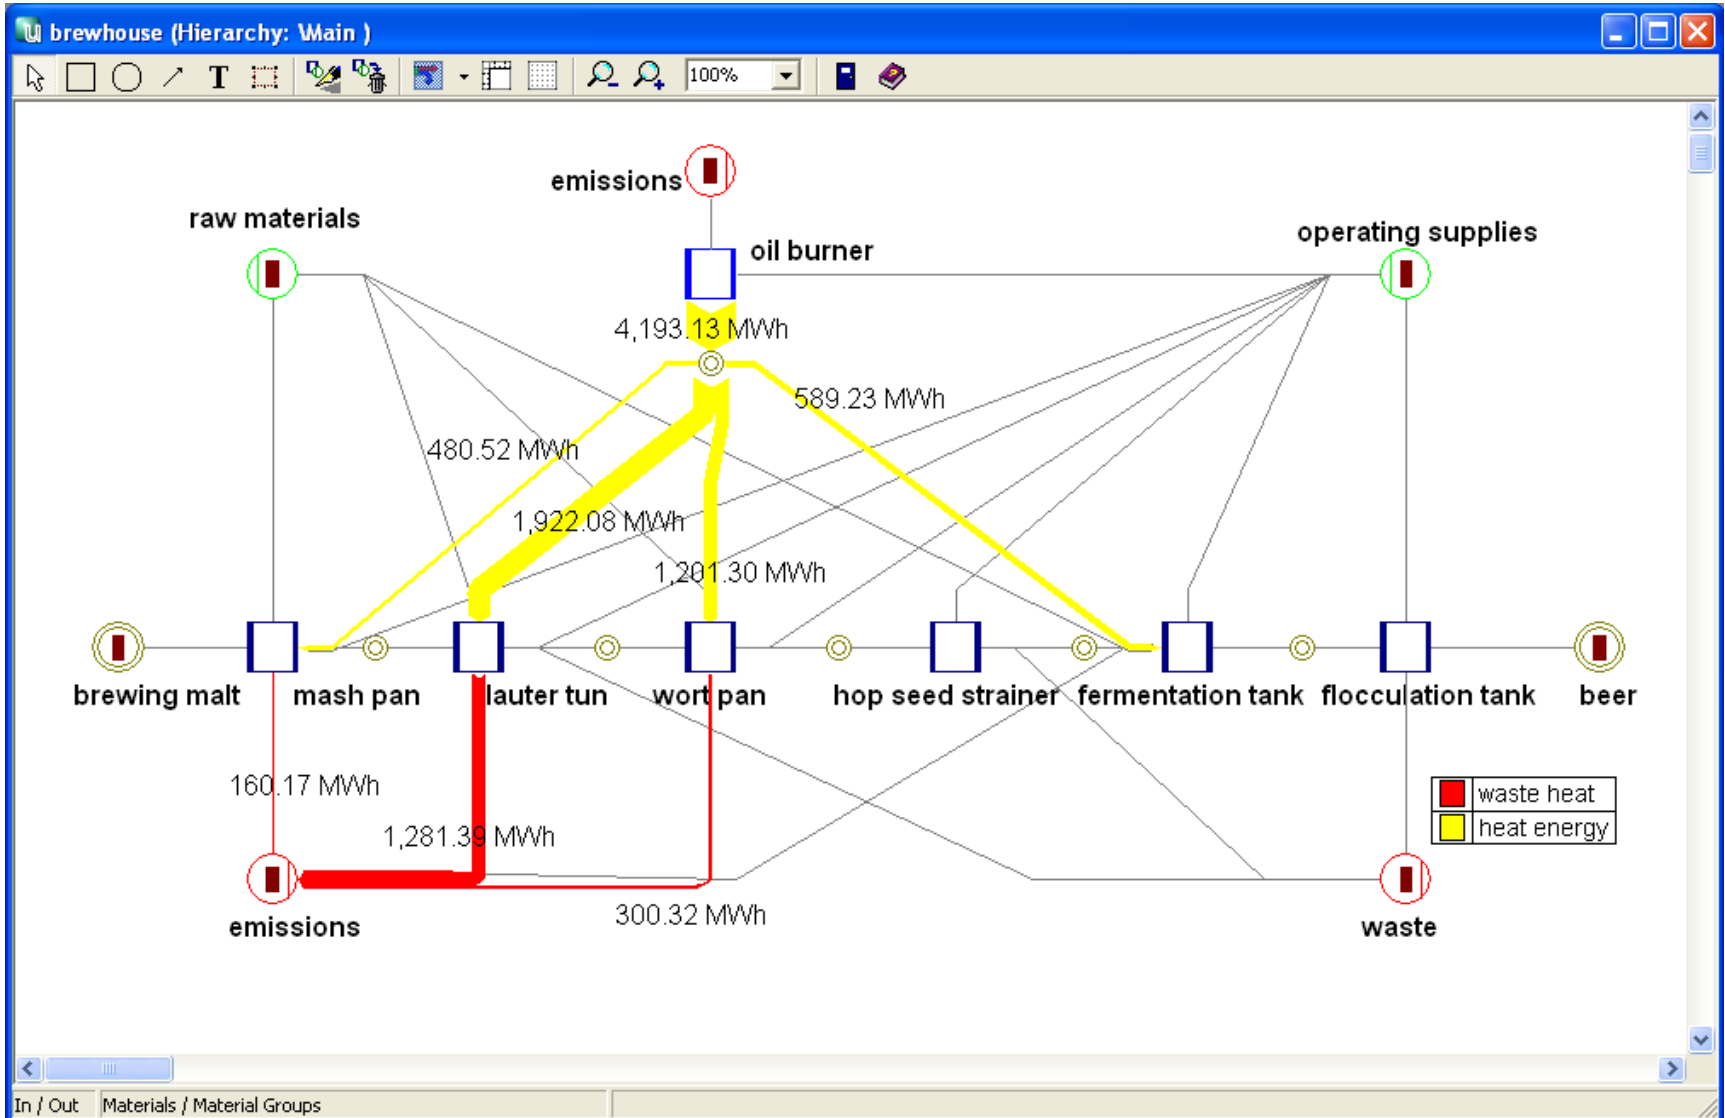 brewhouse (Hierarchy: \Main )
T
100%
emissions
raw materials
oil burner
operating supplies
4,193.13 MWh
589.23 MWh
480.52 MWh
1,922.08 MWh
1,201.30 MWh
brewing malt
mash pan
lauter tun
wort pan
hop seed strainer
fermentation tank
flocculation tank
beer
160.17 MWh
waste heat
heat energy
1,281.39 MWh
300.32 MWh
emissions
waste
In / Out
Materials / Material Groups